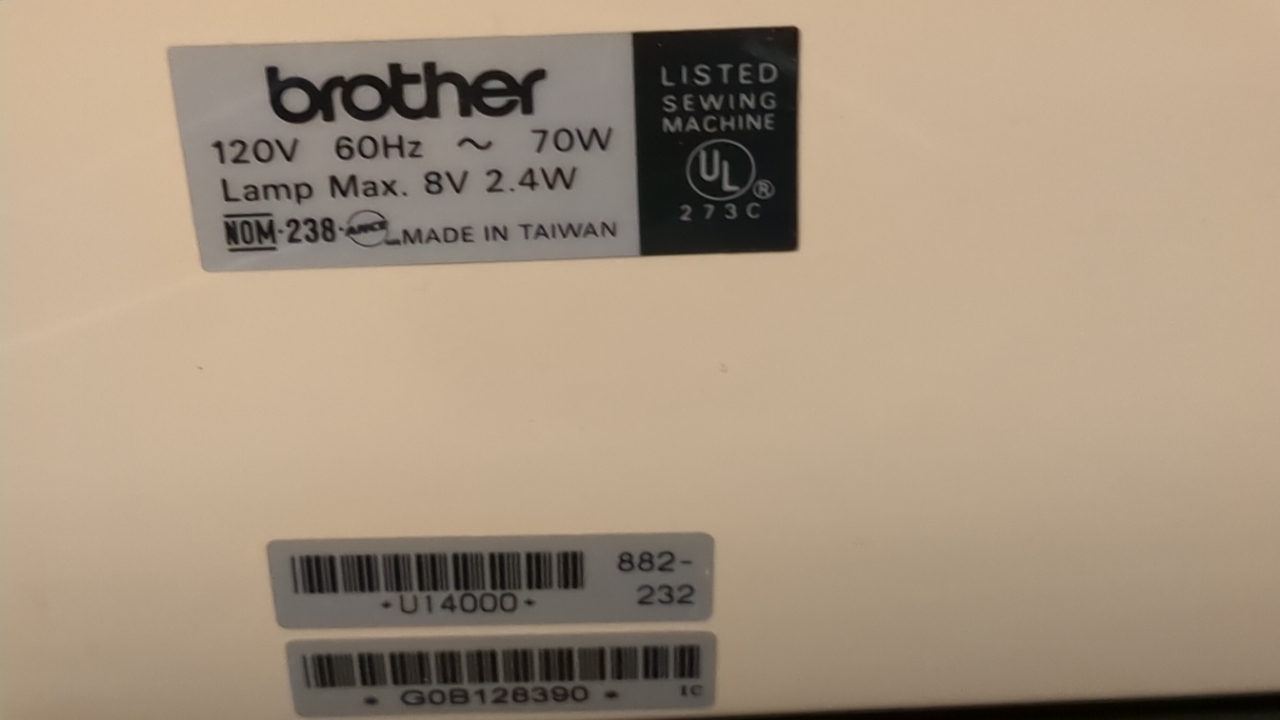 brother
120V 60Hz ~ 70W
Lamp Max. 8V 2.4W
NOM-238- ANCE MADE IN TAIWAN
LISTED
SEWING
MACHINE
UL ®
273C
882-
*U14000*
232
* G0B128390 * IC